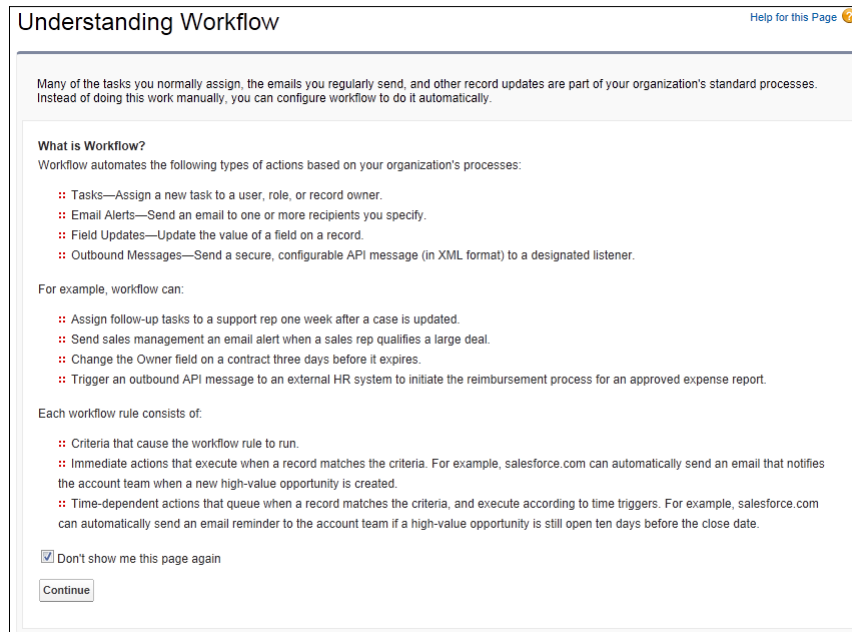 Understanding Workflow
Help for this Page
Many of the tasks you normally assign, the emails you regularly send, and other record updates are part of your organization's standard processes.
Instead of doing this work manually, you can configure workflow to do it automatically.
What is Workflow?
Workflow automates the following types of actions based on your organization's processes:
Tasks—Assign a new task to a user, role, or record owner.
Email Alerts—Send an email to one or more recipients you specify.
Field Updates—Update the value of a field on a record.
Outbound Messages—Send a secure, configurable API message (in XML format) to a designated listener.
For example, workflow can:
Assign follow-up tasks to a support rep one week after a case is updated.
Send sales management an email alert when a sales rep qualifies a large deal.
Change the Owner field on a contract three days before it expires.
Trigger an outbound API message to an external HR system to initiate the reimbursement process for an approved expense report.
Each workflow rule consists of:
Criteria that cause the workflow rule to run.
Immediate actions that execute when a record matches the criteria. For example, salesforce.com can automatically send an email that notifies
the account team when a new high-value opportunity is created.
Time-dependent actions that queue when a record matches the criteria, and execute according to time triggers. For example, salesforce.com
can automatically send an email reminder to the account team if a high-value opportunity is still open ten days before the close date.
Don't show me this page again
Continue